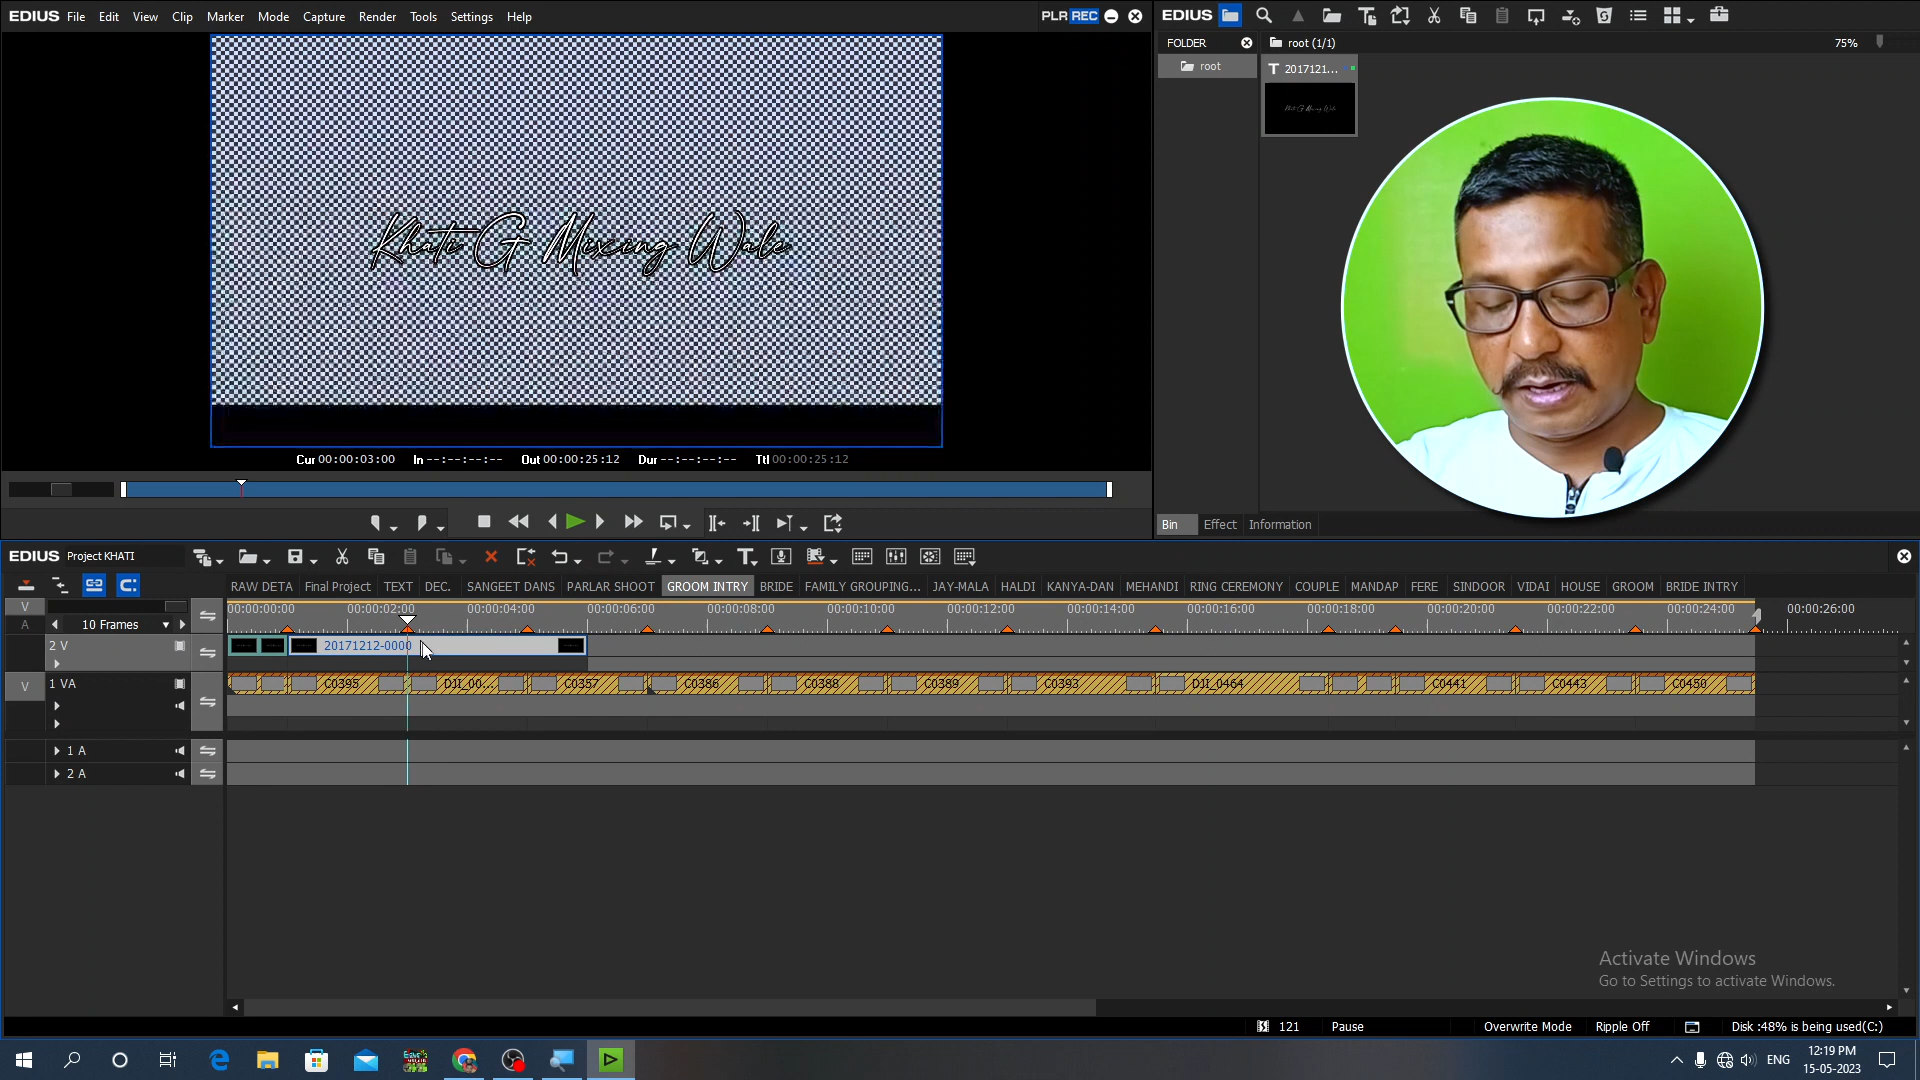 EDIUS File Edit View Clip Marker Mode Capture Render Tools Settings Help PLR REC
EDIUS
FOLDER root (1/1) 75%
root
2017121...
Khati G Mixing Wale
Khati G Mixing Wale
Cur 00:00:03:00 In --:--:--:-- Out 00:00:25:12 Dur --:--:--:-- Ttl 00:00:25:12
Bin Effect Information
EDIUS Project KHATI
RAW DETA Final Project TEXT DEC. SANGEET DANS PARLAR SHOOT GROOM INTRY BRIDE FAMILY GROUPING... JAY-MALA HALDI KANYA-DAN MEHANDI RING CEREMONY COUPLE MANDAP FERE SINDOOR VIDAI HOUSE GROOM BRIDE INTRY
V 00:00:00:00 00:00:02:00 00:00:04:00 00:00:06:00 00:00:08:00 00:00:10:00 00:00:12:00 00:00:14:00 00:00:16:00 00:00:18:00 00:00:20:00 00:00:22:00 00:00:24:00 00:00:26:00
A 10 Frames
2 V 20171212-0000
V 1 VA C0395 DJI_00... C0357 C0386 C0388 C0389 C0393 DJI_0464 C0441 C0443 C0450
1 A
2 A
Activate Windows
Go to Settings to activate Windows.
121 Pause Overwrite Mode Ripple Off Disk :48% is being used(C:)
ENG 12:19 PM
15-05-2023